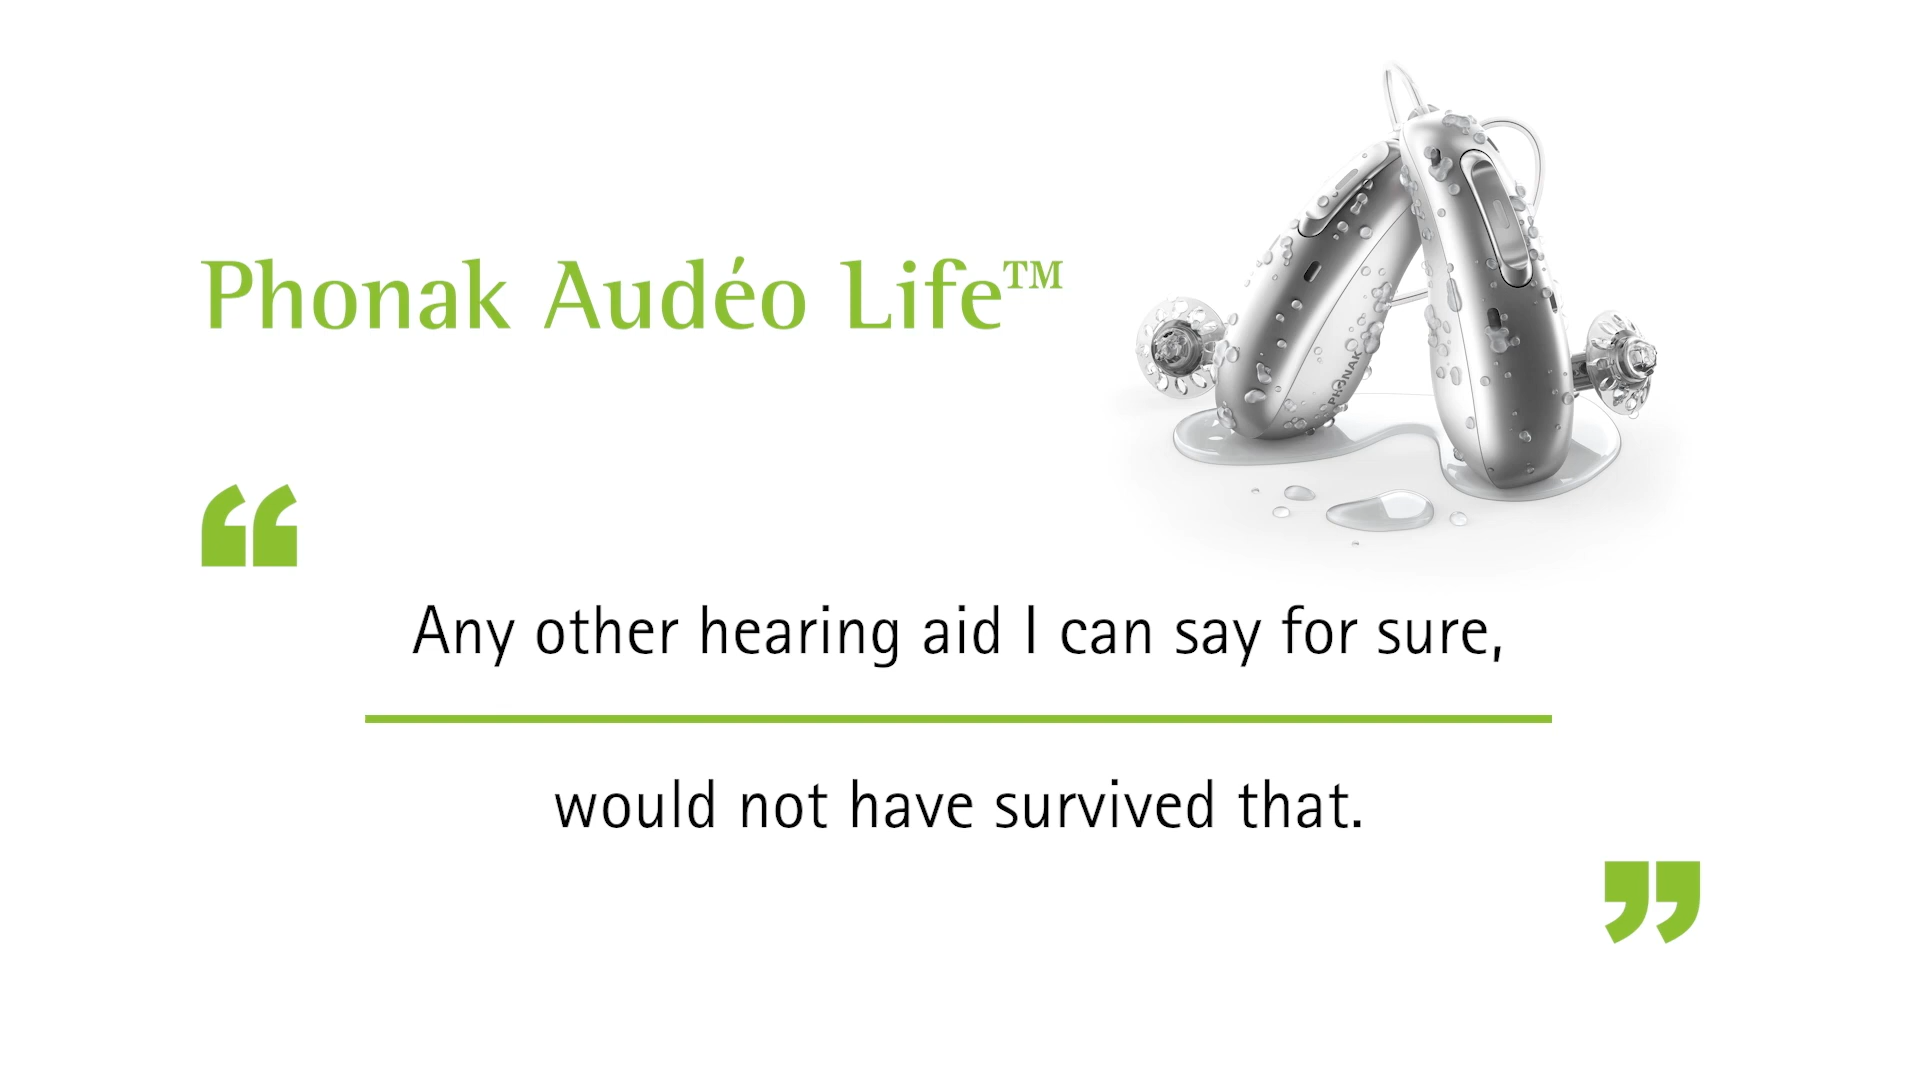 Phonak Audéo Life™
PHONAK
“
Any other hearing aid I can say for sure,
would not have survived that.
”